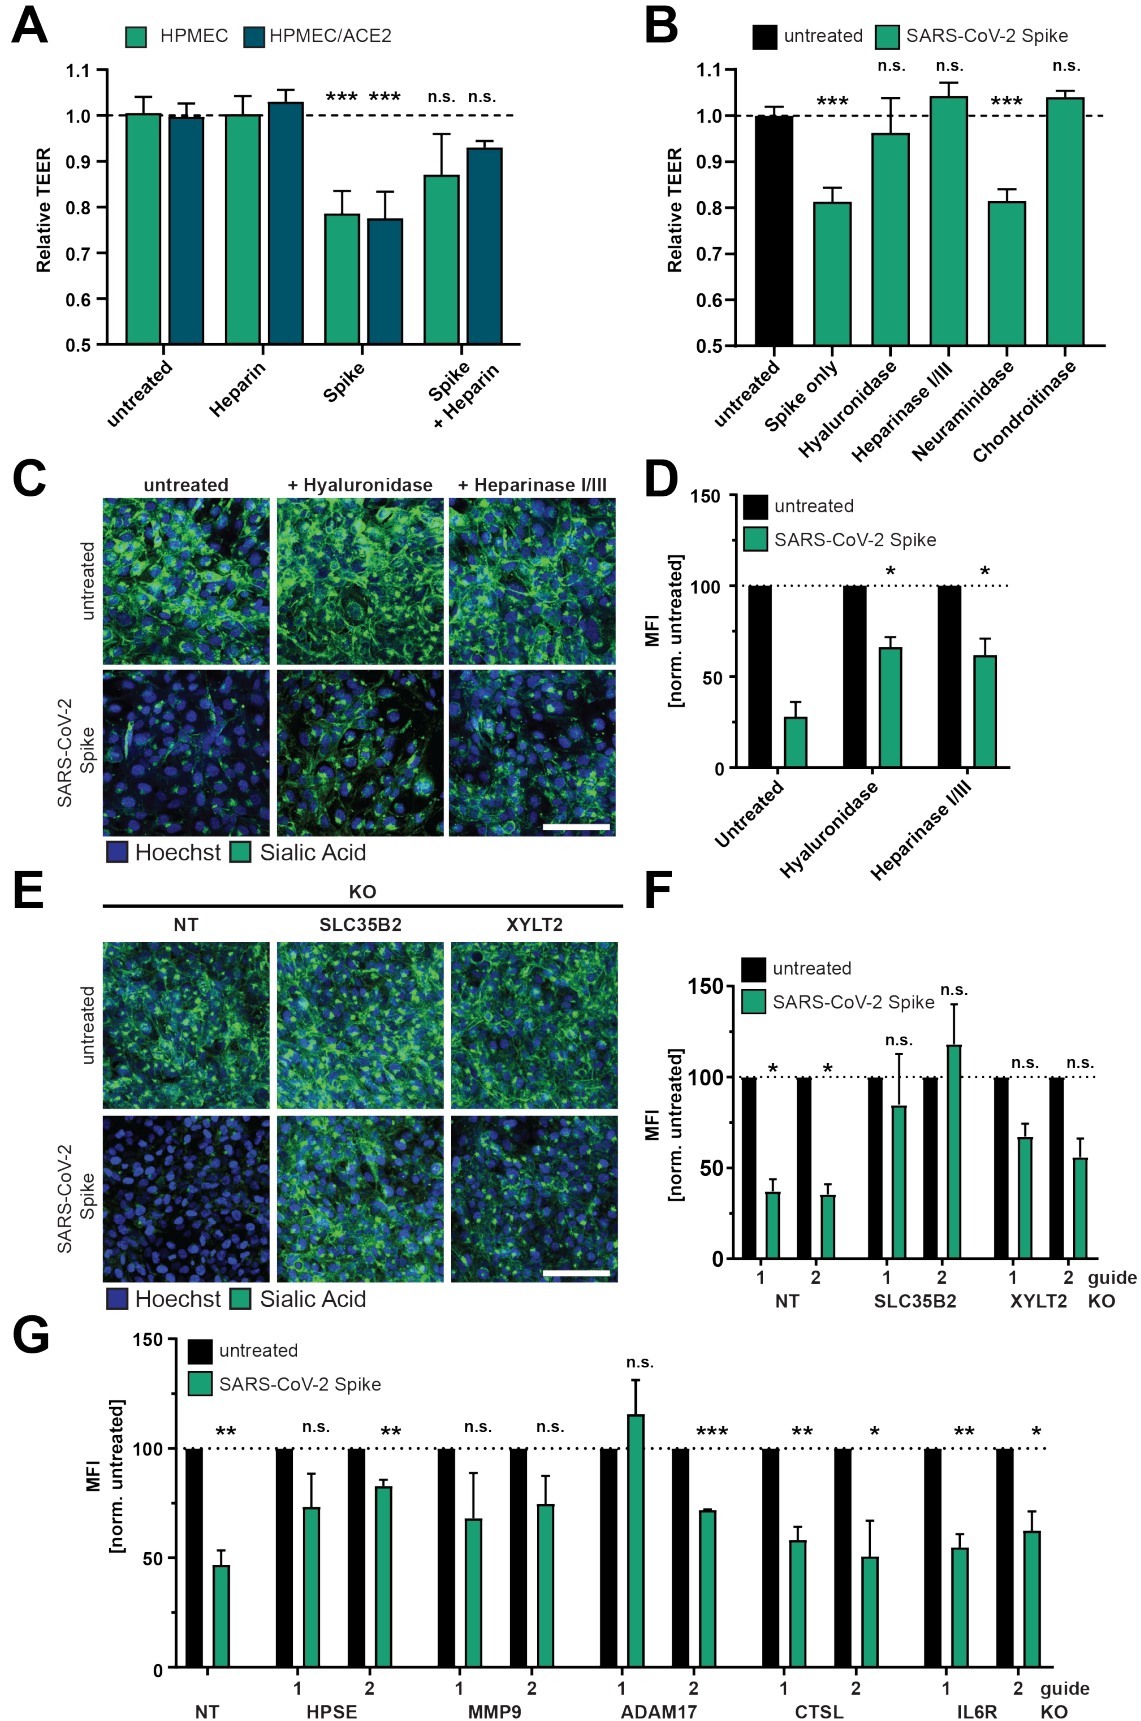 A
HPMEC HPMEC/ACE2
*** *** n.s. n.s.
1.1
1.0
0.9
0.8
0.7
0.6
0.5
Relative TEER
untreated
Heparin
Spike
Spike
+ Heparin
B
untreated SARS-CoV-2 Spike
*** n.s. n.s. *** n.s.
1.1
1.0
0.9
0.8
0.7
0.6
0.5
Relative TEER
untreated
Spike only
Hyaluronidase
Heparinase I/III
Neuraminidase
Chondroitinase
C
untreated + Hyaluronidase + Heparinase I/III
untreated
SARS-CoV-2
Spike
Hoechst Sialic Acid
D
untreated
SARS-CoV-2 Spike
* *
150
100
50
0
MFI
[norm. untreated]
Untreated
Hyaluronidase
Heparinase I/III
E
KO
NT SLC35B2 XYLT2
untreated
SARS-CoV-2
Spike
Hoechst Sialic Acid
F
untreated
SARS-CoV-2 Spike
* * n.s. n.s. n.s. n.s.
150
100
50
0
MFI
[norm. untreated]
1 2 1 2 1 2 guide
NT SLC35B2 XYLT2 KO
G
untreated
SARS-CoV-2 Spike
** n.s. ** n.s. n.s. n.s. *** ** * ** *
150
100
50
0
MFI
[norm. untreated]
1 2 1 2 1 2 1 2 1 2 guide
NT HPSE MMP9 ADAM17 CTSL IL6R KO